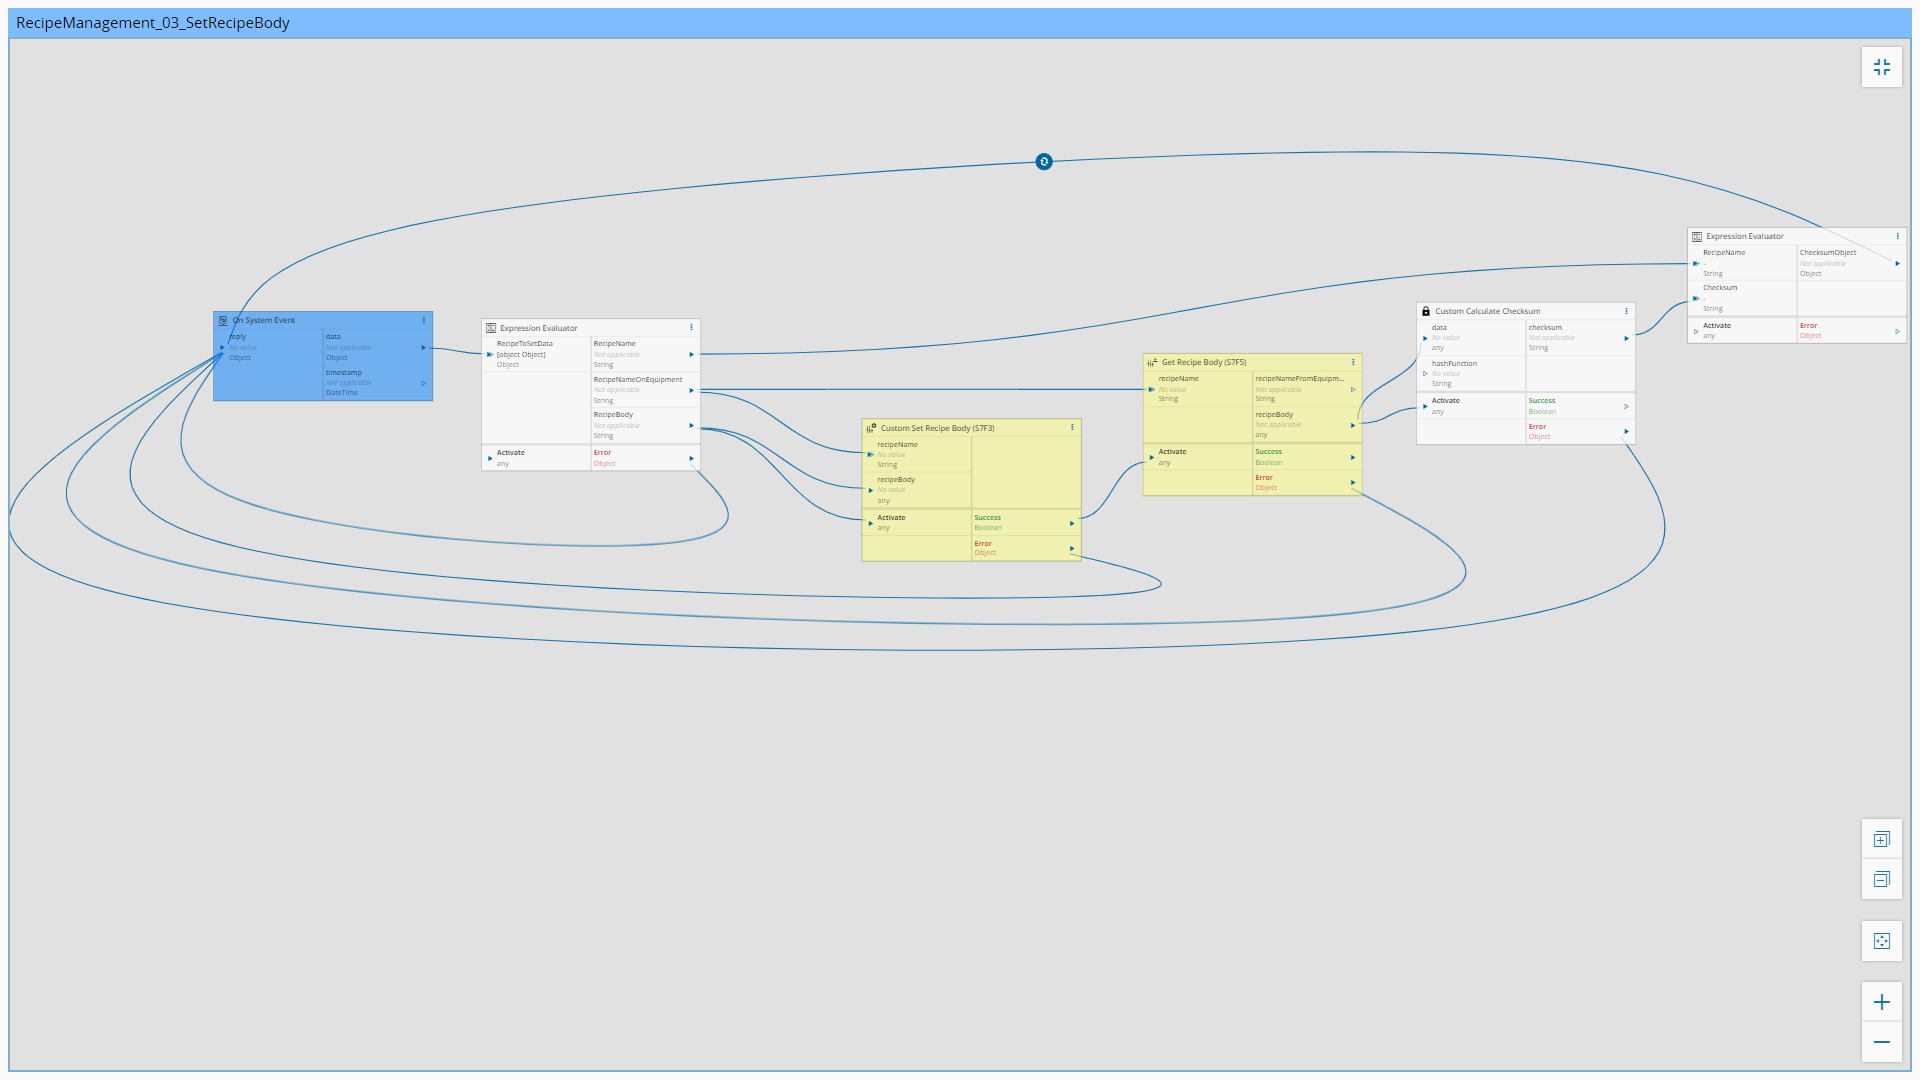 RecipeManagement_03_SetRecipeBody
On System Event
reply
No value
Object
data
Not applicable
Object
timestamp
Not applicable
DateTime
Expression Evaluator
RecipeToSetData
[object Object]
Object
RecipeName
Not applicable
String
RecipeNameOnEquipment
Not applicable
String
RecipeBody
Not applicable
String
Activate
any
Error
Object
Custom Set Recipe Body (S7F3)
recipeName
No value
String
recipeBody
No value
any
Activate
any
Success
Boolean
Error
Object
Get Recipe Body (S7F5)
recipeName
No value
String
recipeNameFromEquipm...
Not applicable
String
recipeBody
Not applicable
any
Activate
any
Success
Boolean
Error
Object
Custom Calculate Checksum
data
No value
any
checksum
Not applicable
String
hashFunction
No value
String
Activate
any
Success
Boolean
Error
Object
Expression Evaluator
RecipeName
-
String
ChecksumObject
Not applicable
Object
Checksum
-
String
Activate
any
Error
Object